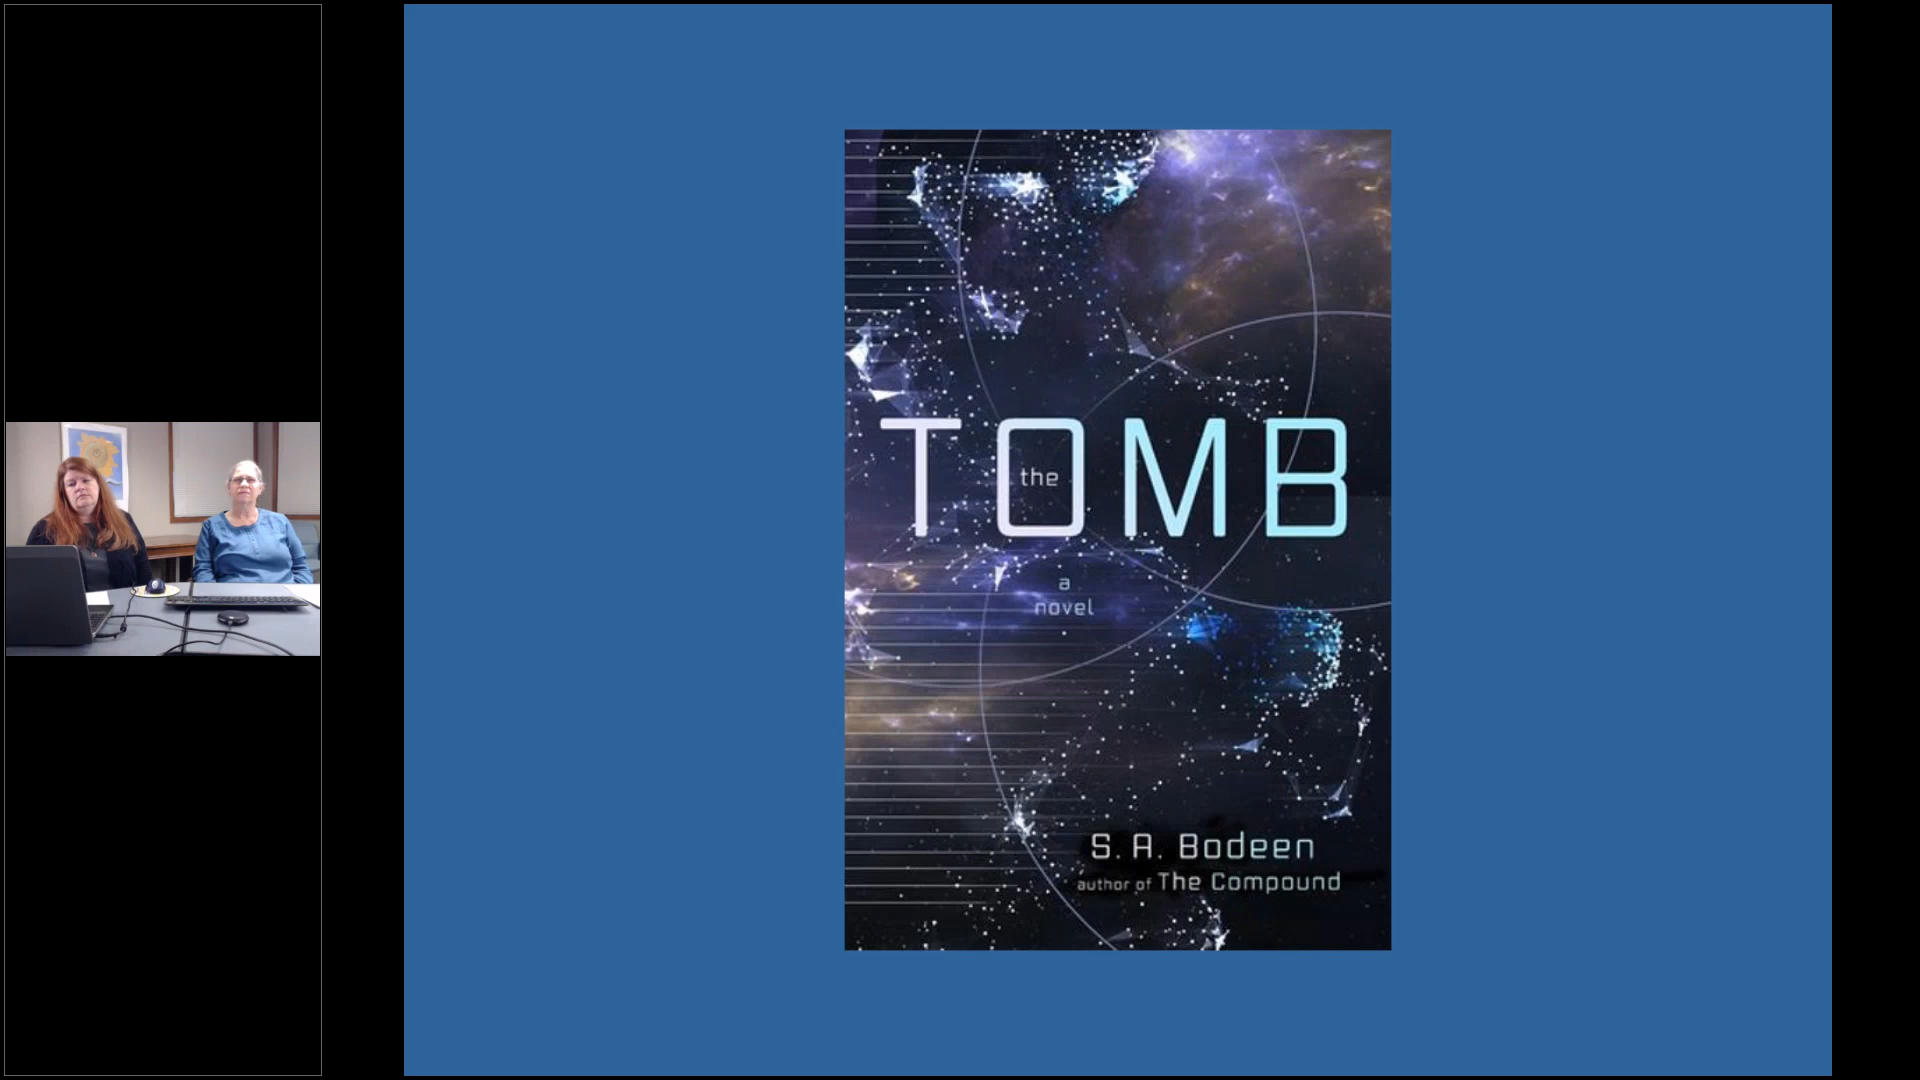 the
TOMB
a
novel
S. A. Bodeen
author of The Compound